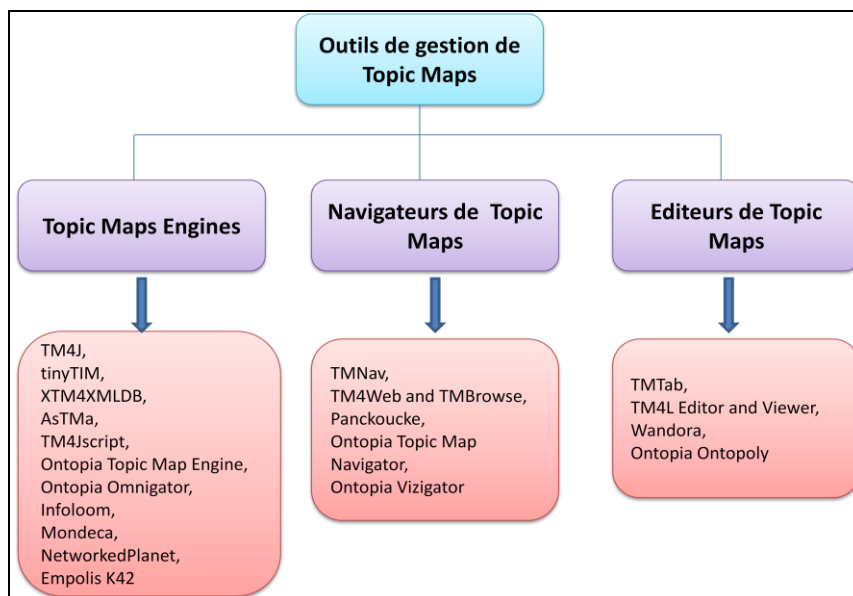 Outils de gestion de
Topic Maps
Topic Maps Engines
Navigateurs de Topic
Maps
Editeurs de Topic
Maps
TM4J,
tinyTIM,
XTM4XMLDB,
AsTMa,
TM4Jscript,
Ontopia Topic Map Engine,
Ontopia Omnigator,
Infoloom,
Mondeca,
NetworkedPlanet,
Empolis K42
TMNav,
TM4Web and TMBrowse,
Panckoucke,
Ontopia Topic Map
Navigator,
Ontopia Vizigator
TMTab,
TM4L Editor and Viewer,
Wandora,
Ontopia Ontopoly